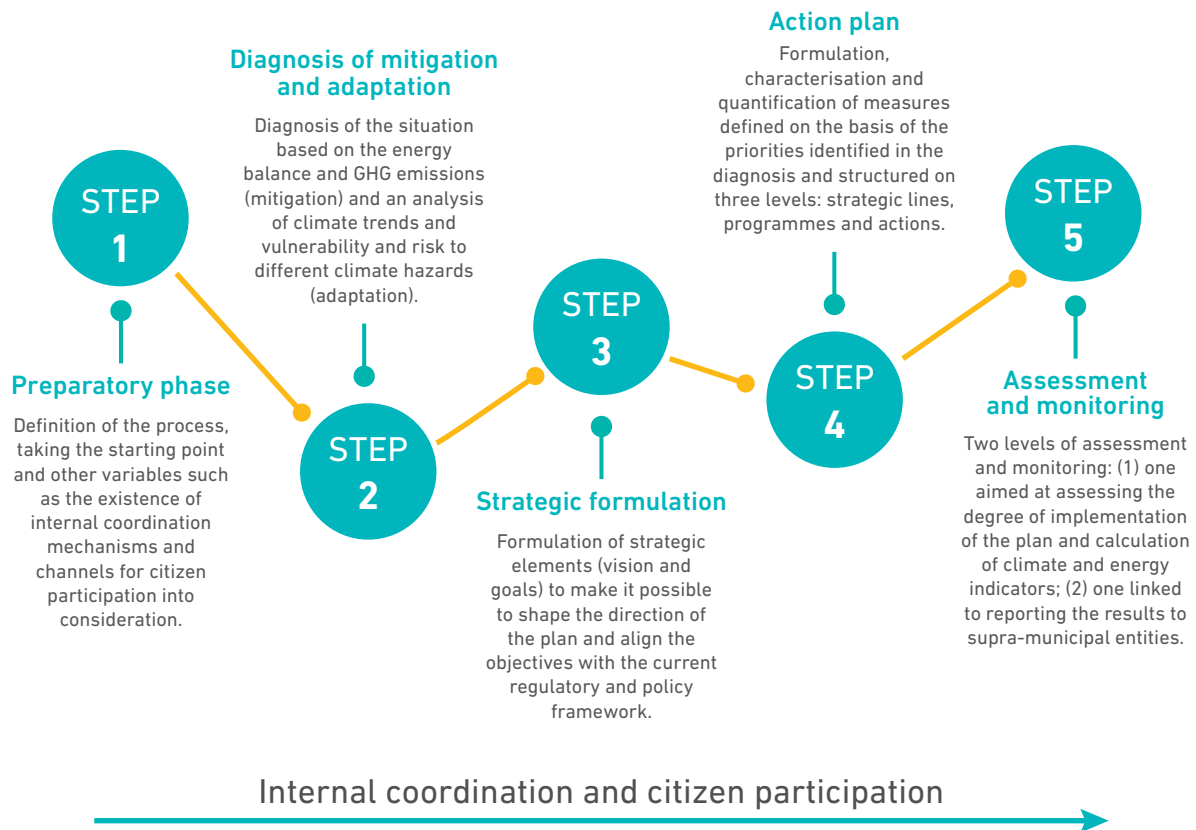 STEP
1
Preparatory phase
Definition of the process,
taking the starting point
and other variables such
as the existence of
internal coordination
mechanisms and
channels for citizen
participation into
consideration.
Diagnosis of mitigation
and adaptation
Diagnosis of the situation
based on the energy
balance and GHG emissions
(mitigation) and an analysis
of climate trends and
vulnerability and risk to
different climate hazards
(adaptation).
STEP
2
STEP
3
Strategic formulation
Formulation of strategic
elements (vision and
goals) to make it possible
to shape the direction of
the plan and align the
objectives with the current
regulatory and policy
framework.
Action plan
Formulation,
characterisation and
quantification of measures
defined on the basis of the
priorities identified in the
diagnosis and structured on
three levels: strategic lines,
programmes and actions.
STEP
4
STEP
5
Assessment
and monitoring
Two levels of assessment
and monitoring: (1) one
aimed at assessing the
degree of implementation
of the plan and calculation
of climate and energy
indicators; (2) one linked
to reporting the results to
supra-municipal entities.
Internal coordination and citizen participation